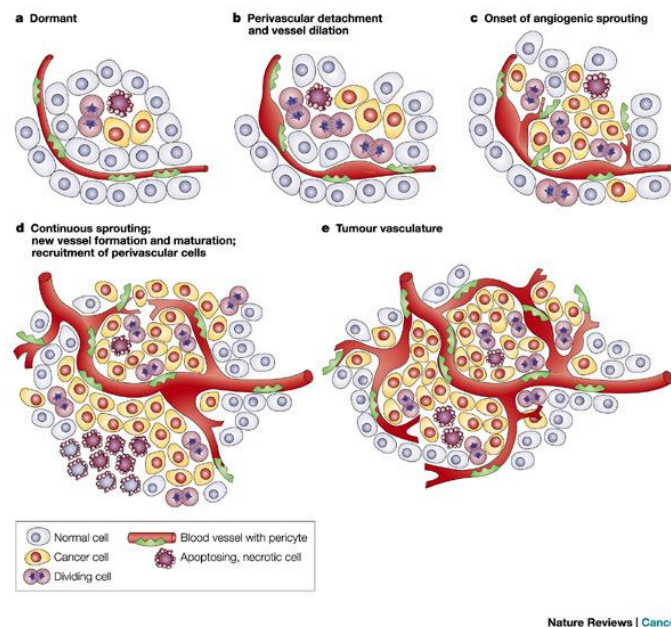 a Dormant
b Perivascular detachment
and vessel dilation
c Onset of angiogenic sprouting
d Continuous sprouting;
new vessel formation and maturation;
recruitment of perivascular cells
e Tumour vasculature
Normal cell
Cancer cell
Dividing cell
Blood vessel with pericyte
Apoptosing, necrotic cell
Nature Reviews | Cance